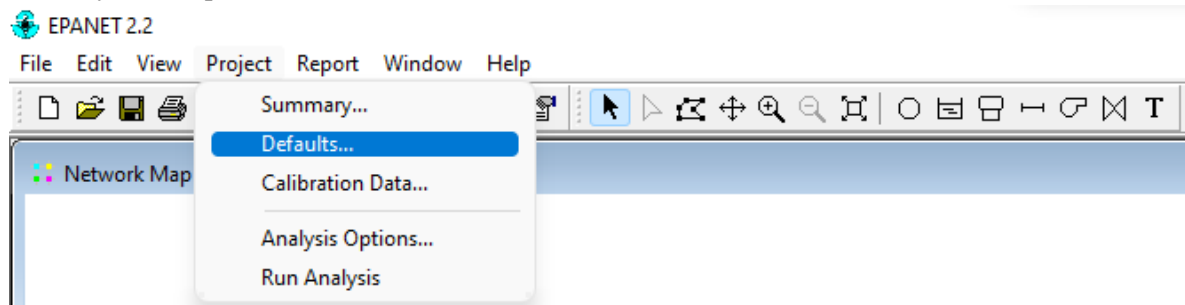 EPANET 2.2
File Edit View Project Report Window Help
T
Summary...
Defaults...
Network Map
Calibration Data...
Analysis Options...
Run Analysis